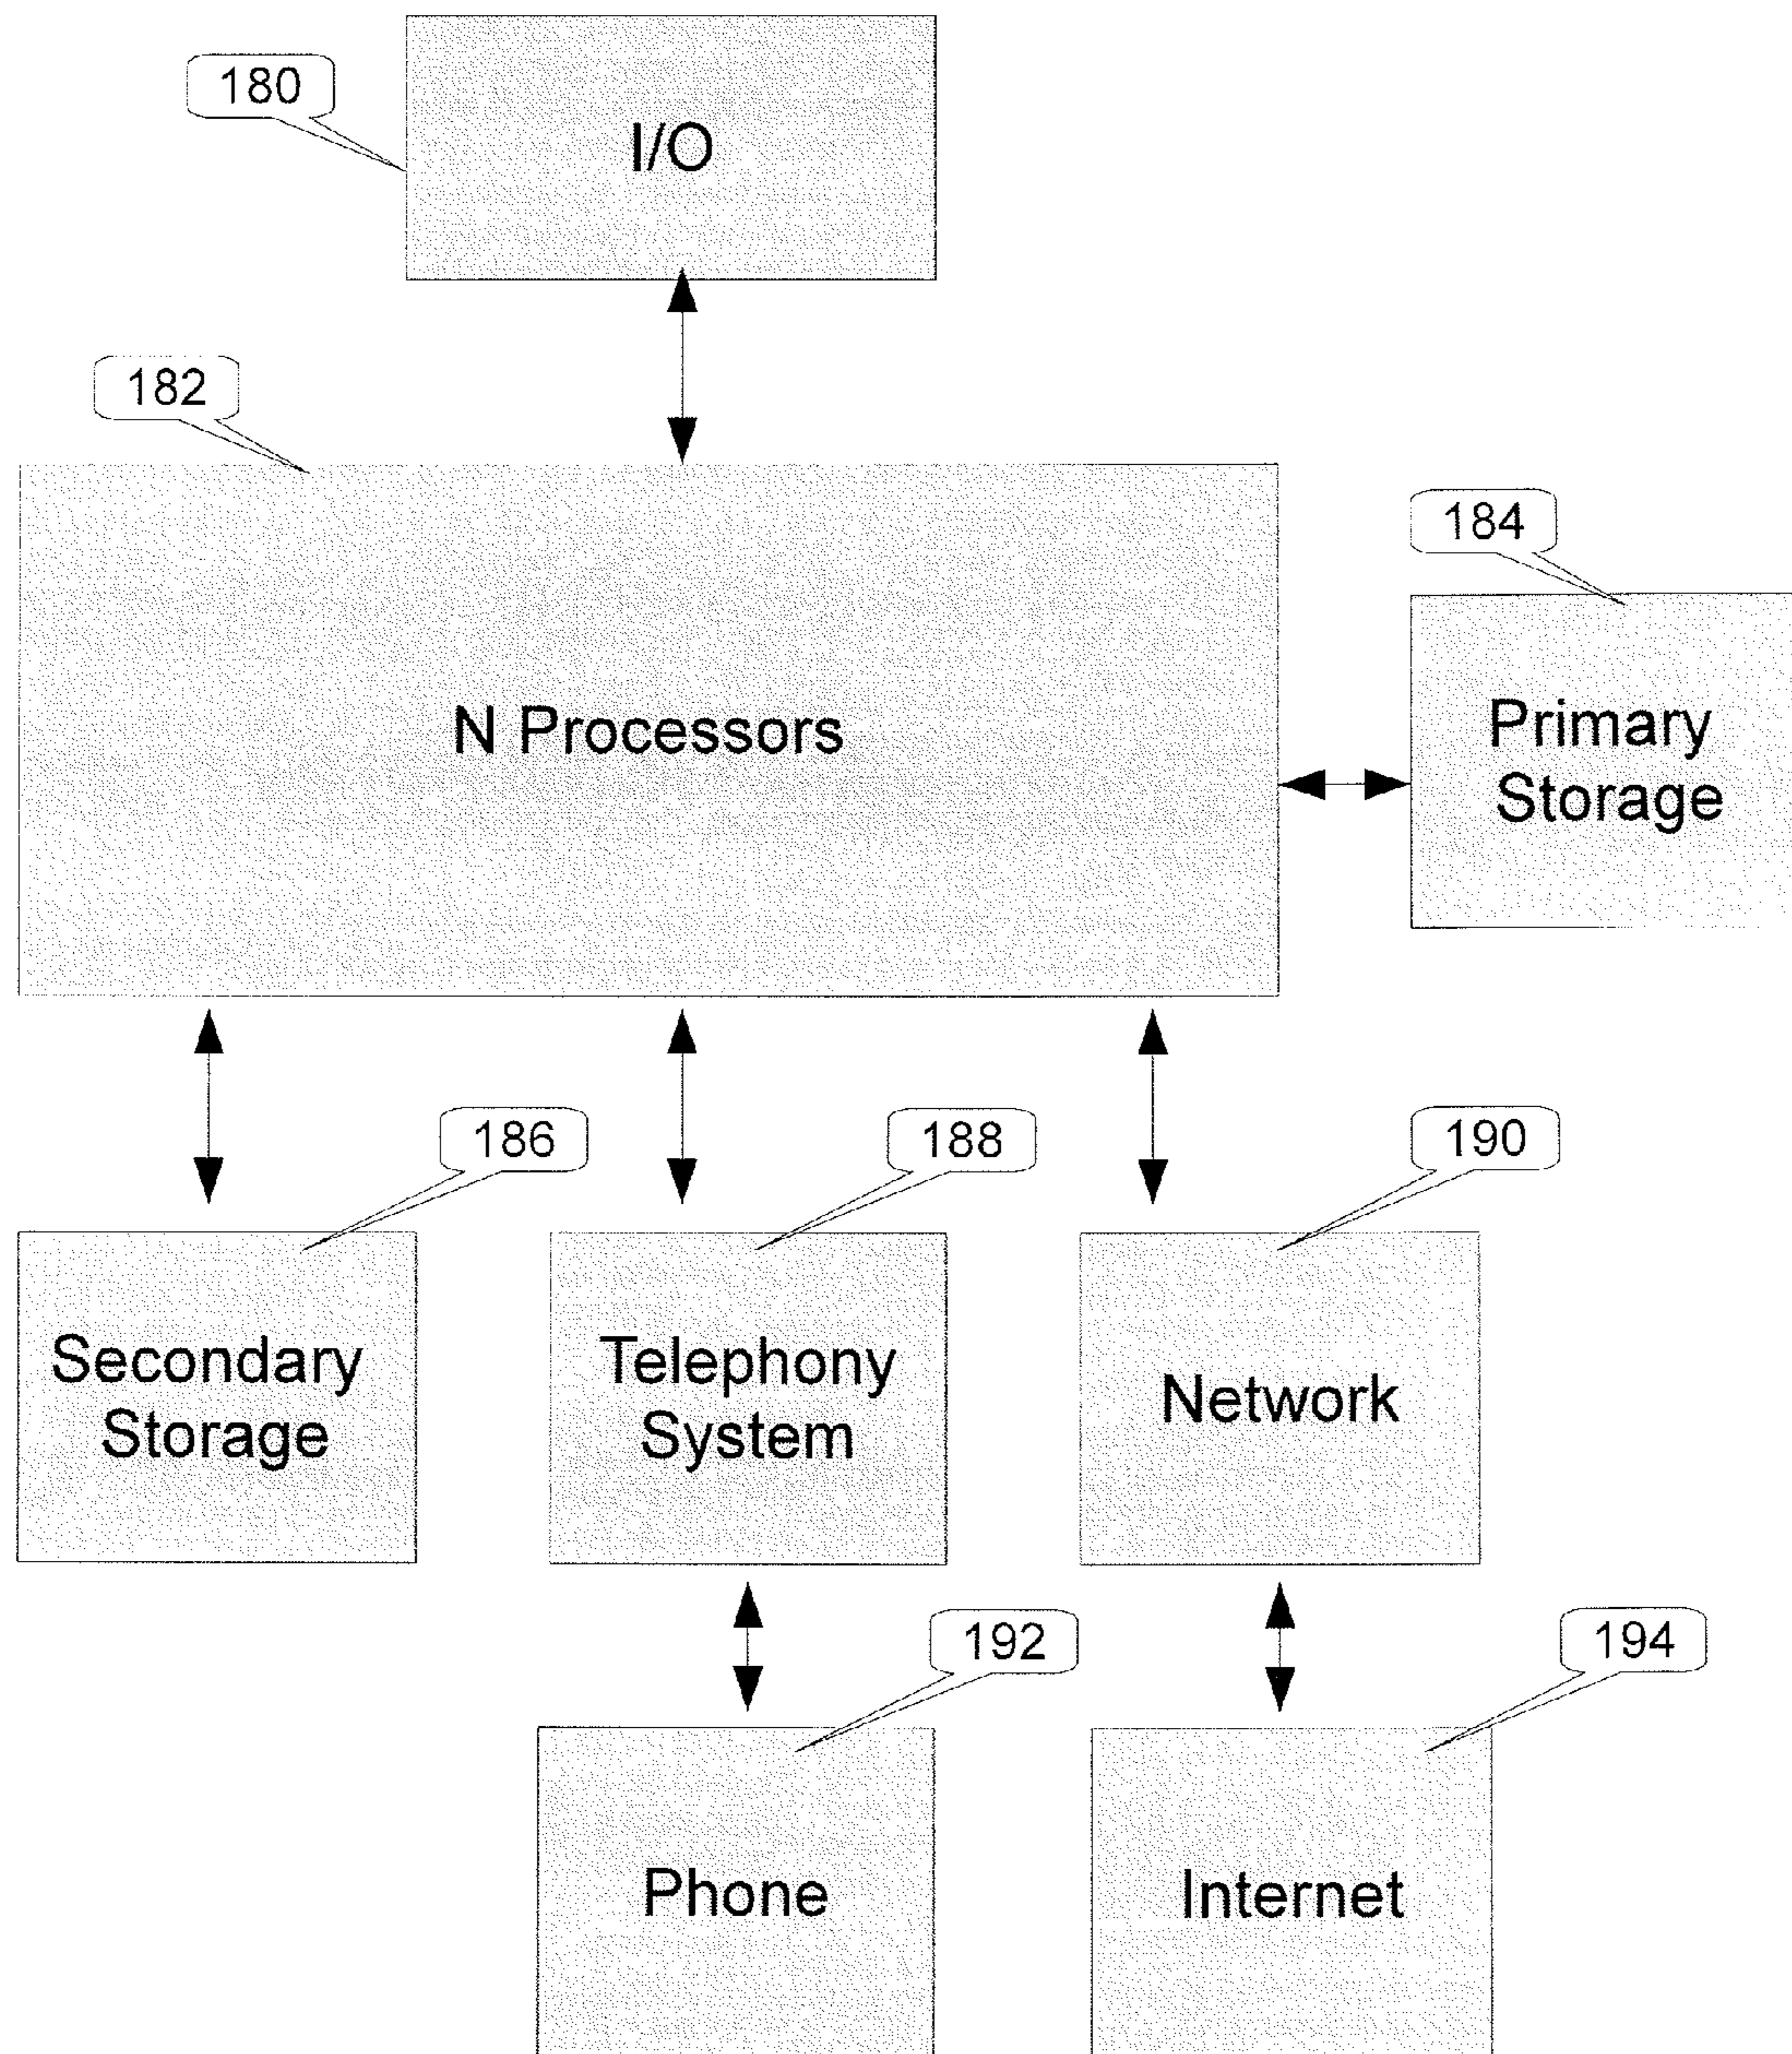 180
I/O
182
184
N Processors
Primary
Storage
186
188
190
Secondary
Storage
Telephony
System
Network
192
194
Phone
Internet